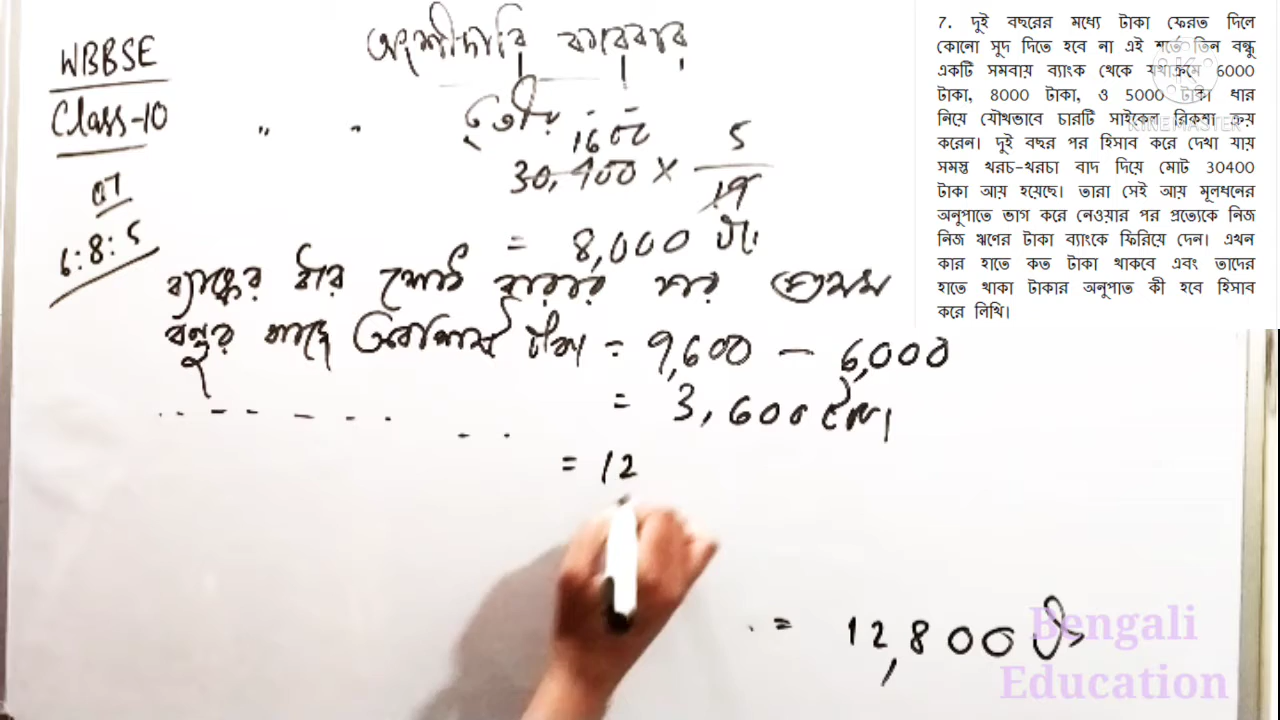 WBBSE
Class-10
07
6:8:5
অংশীদারি কারবার
" " তৃতীয় - -
1600
30,400 × 5/19
= 8,000 টা।
ব্যাঙ্কের ধার শোধ করার পর প্রথম
বন্ধুর কাছে অবশিষ্ট টাকা = 9,600 - 6,000
= 3,600 টাকা
= 12
= 12,800 টা
7. দুই বছরের মধ্যে টাকা ফেরত দিলে
কোনো সুদ দিতে হবে না এই শর্তে তিন বন্ধু
একটি সমবায় ব্যাংক থেকে যথাক্রমে 6000
টাকা, 8000 টাকা, ও 5000 টাকা ধার
নিয়ে যৌথভাবে চারটি সাইকেল রিকশা ক্রয়
করেন। দুই বছর পর হিসাব করে দেখা যায়
সমস্ত খরচ-খরচা বাদ দিয়ে মোট 30400
টাকা আয় হয়েছে। তারা সেই আয় মূলধনের
অনুপাতে ভাগ করে নেওয়ার পর প্রত্যেকে নিজ
নিজ ঋণের টাকা ব্যাংকে ফিরিয়ে দেন। এখন
কার হাতে কত টাকা থাকবে এবং তাদের
হাতে থাকা টাকার অনুপাত কী হবে হিসাব
করে লিখি।
KINEMASTER
Bengali
Education